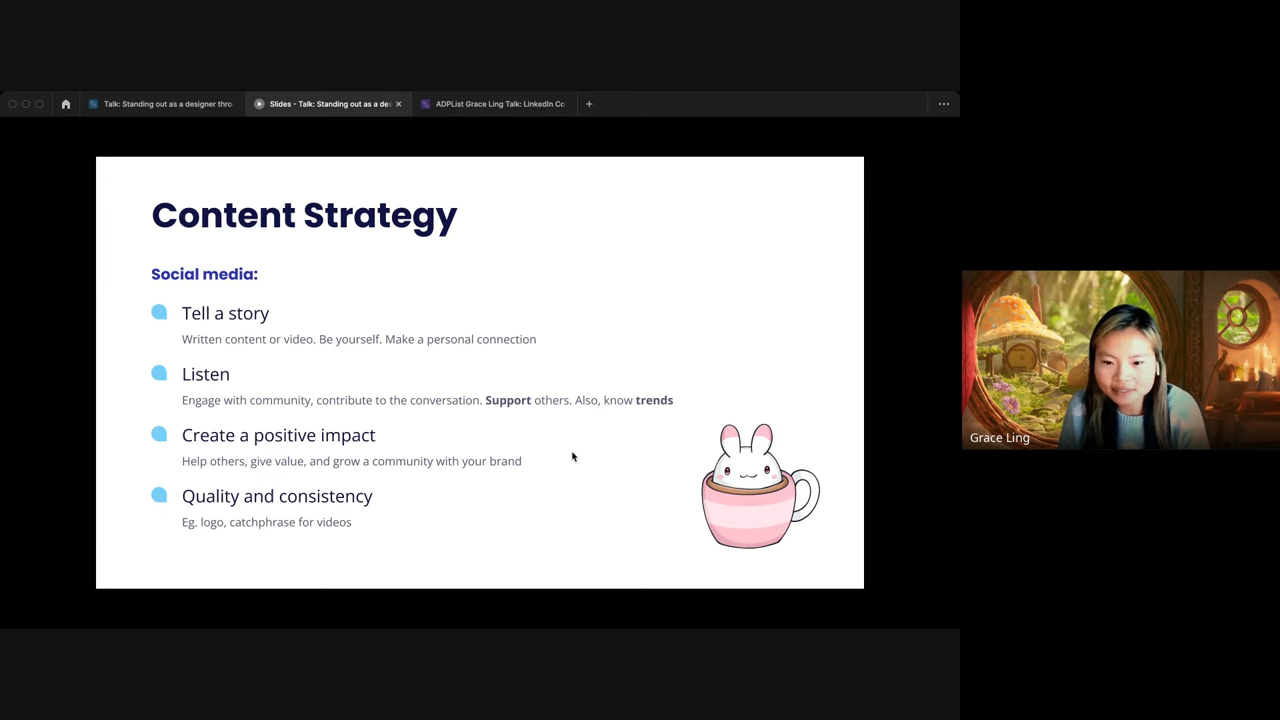 Talk: Standing out as a designer thro
Slides - Talk: Standing out as a des
ADPList Grace Ling Talk: LinkedIn Co
Content Strategy
Social media:
Tell a story
Written content or video. Be yourself. Make a personal connection
Listen
Engage with community, contribute to the conversation. Support others. Also, know trends
Create a positive impact
Help others, give value, and grow a community with your brand
Quality and consistency
Eg. logo, catchphrase for videos
Grace Ling